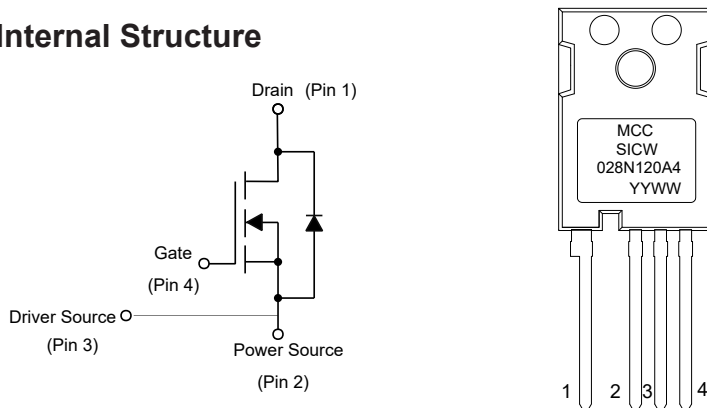 Internal Structure
Drain (Pin 1)
Gate
(Pin 4)
Driver Source
(Pin 3)
Power Source
(Pin 2)
MCC
SICW
028N120A4
YYWW
1 2 3 4